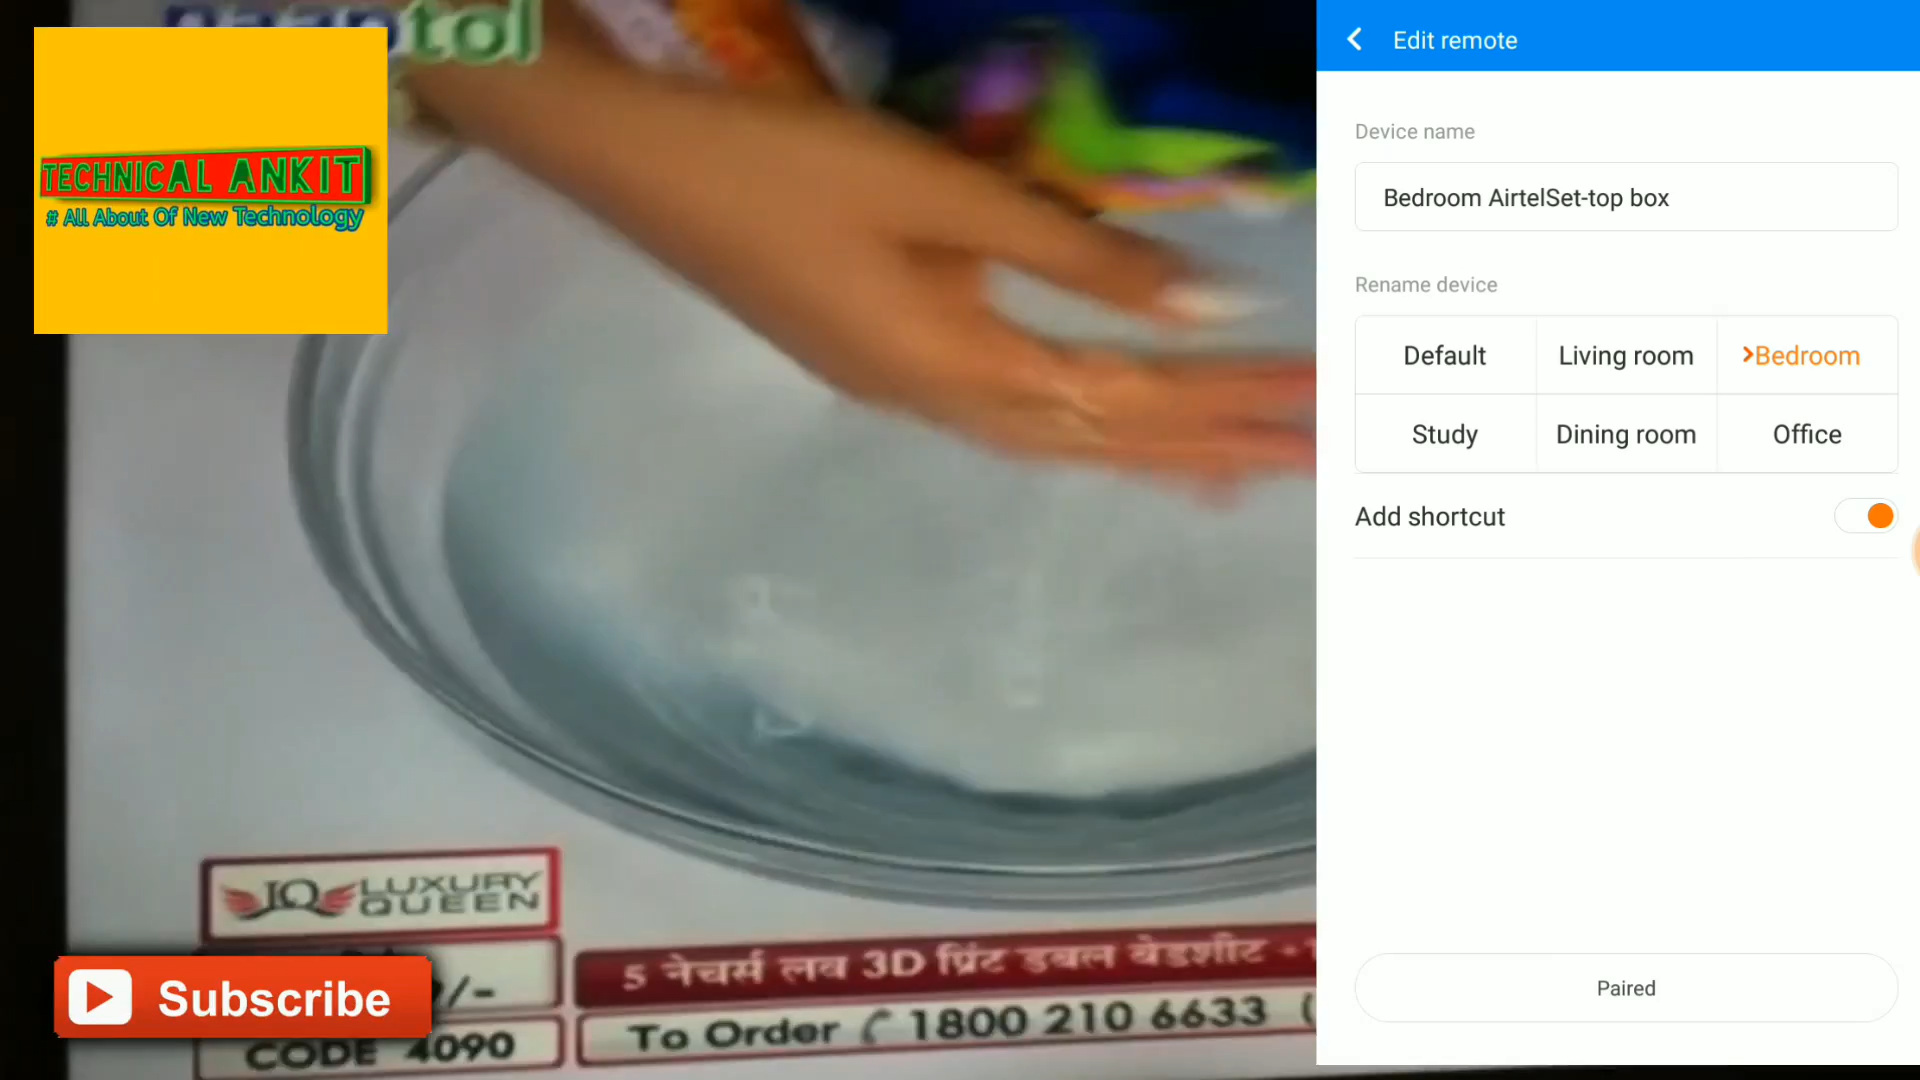 tol
TECHNICAL ANKIT
# All About Of New Technology
LQ LUXURY
QUEEN
/-
CODE 4090
5 नेचर्स लव 3D प्रिंट डबल बेडशीट -
To Order 1800 210 6633 (
Subscribe
Edit remote
Device name
Bedroom AirtelSet-top box
Rename device
Default Living room >Bedroom
Study Dining room Office
Add shortcut
Paired